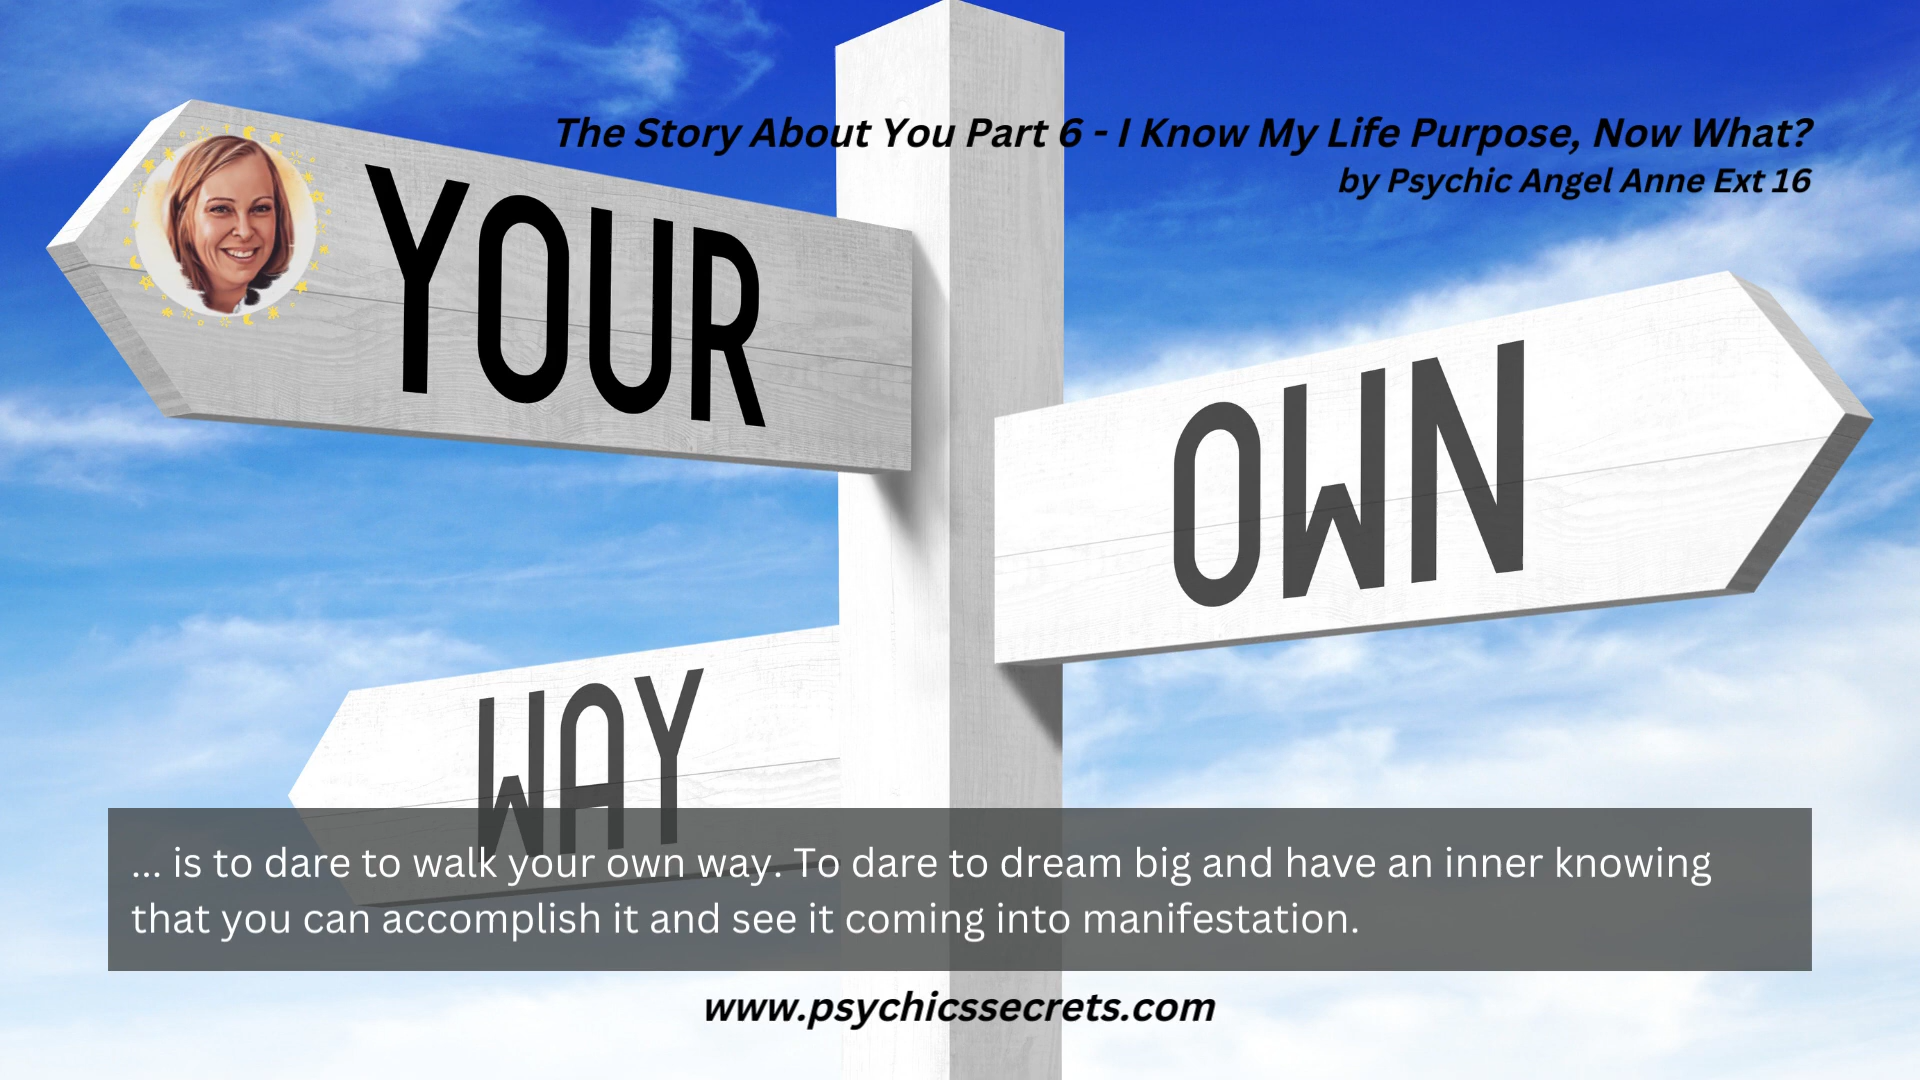 The Story About You Part 6 - I Know My Life Purpose, Now What?
by Psychic Angel Anne Ext 16
YOUR
OWN
WAY
... is to dare to walk your own way. To dare to dream big and have an inner knowing
that you can accomplish it and see it coming into manifestation.
www.psychicssecrets.com